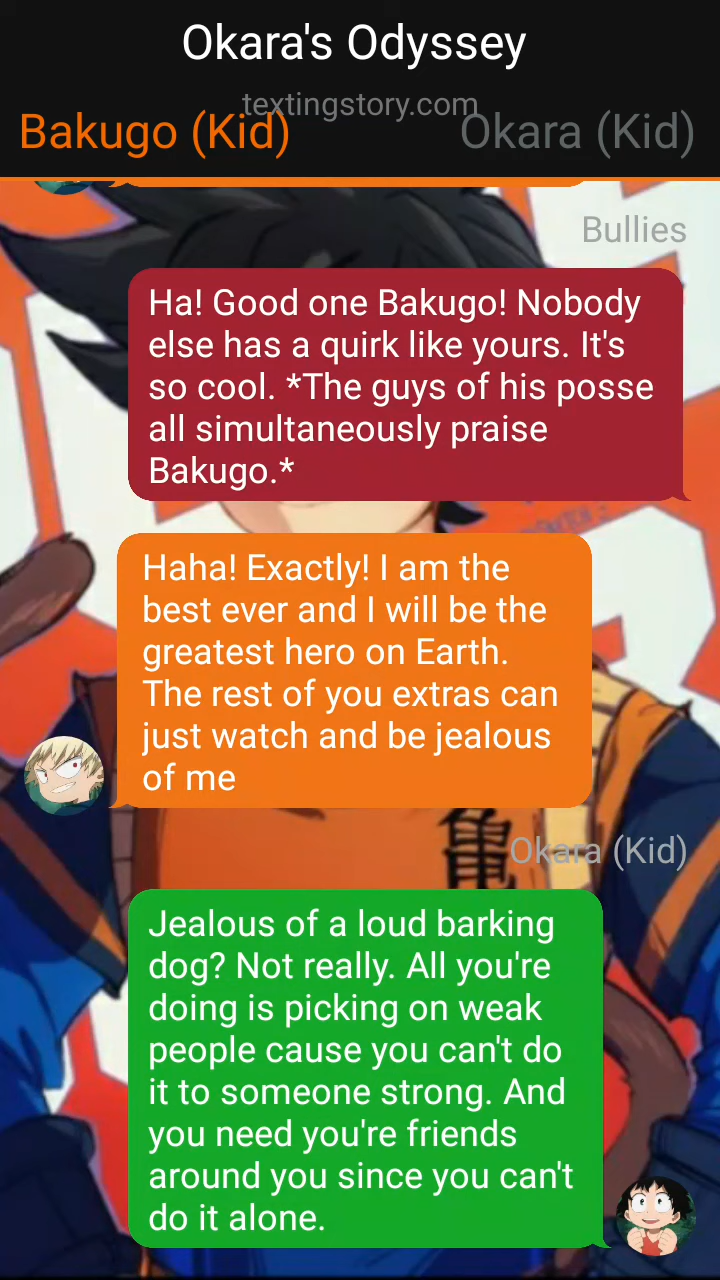 Okara's Odyssey
textingstory.com
Bakugo (Kid)
Okara (Kid)
Bullies
Ha! Good one Bakugo! Nobody
else has a quirk like yours. It's
so cool. *The guys of his posse
all simultaneously praise
Bakugo.*
Haha! Exactly! I am the
best ever and I will be the
greatest hero on Earth.
The rest of you extras can
just watch and be jealous
of me
亀
Okara (Kid)
Jealous of a loud barking
dog? Not really. All you're
doing is picking on weak
people cause you can't do
it to someone strong. And
you need you're friends
around you since you can't
do it alone.